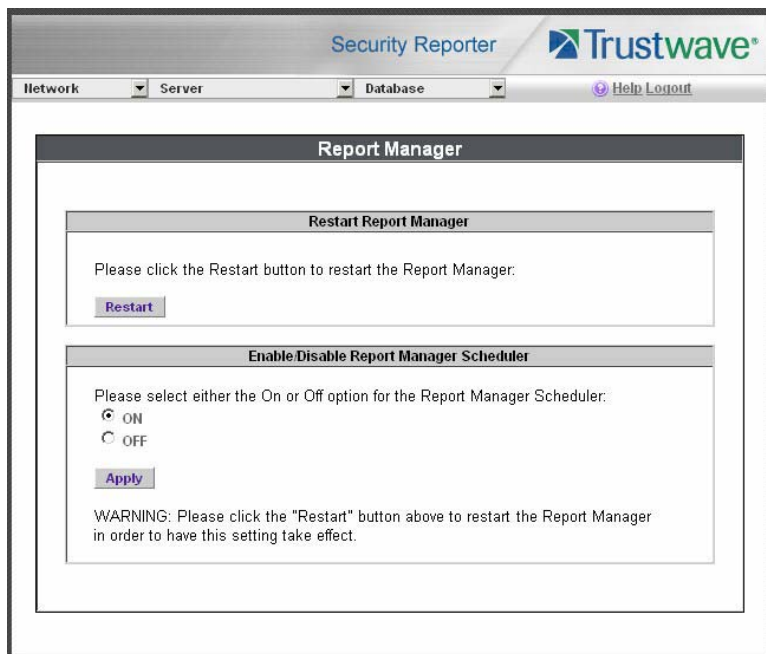 Security Reporter
Trustwave®
Network Server Database Help Logout
Report Manager
Restart Report Manager
Please click the Restart button to restart the Report Manager:
Restart
Enable/Disable Report Manager Scheduler
Please select either the On or Off option for the Report Manager Scheduler:
ON
OFF
Apply
WARNING: Please click the "Restart" button above to restart the Report Manager
in order to have this setting take effect.